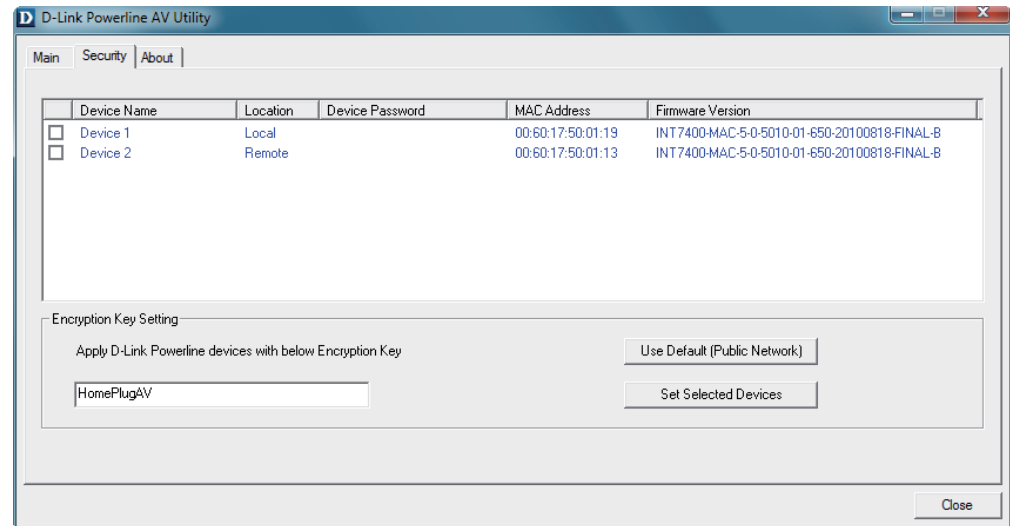 D D-Link Powerline AV Utility
Main Security About
Device Name Location Device Password MAC Address Firmware Version
Device 1 Local 00:60:17:50:01:19 INT7400-MAC-5-0-5010-01-650-20100818-FINAL-B
Device 2 Remote 00:60:17:50:01:13 INT7400-MAC-5-0-5010-01-650-20100818-FINAL-B
Encryption Key Setting
Apply D-Link Powerline devices with below Encryption Key Use Default (Public Network)
HomePlugAV Set Selected Devices
Close